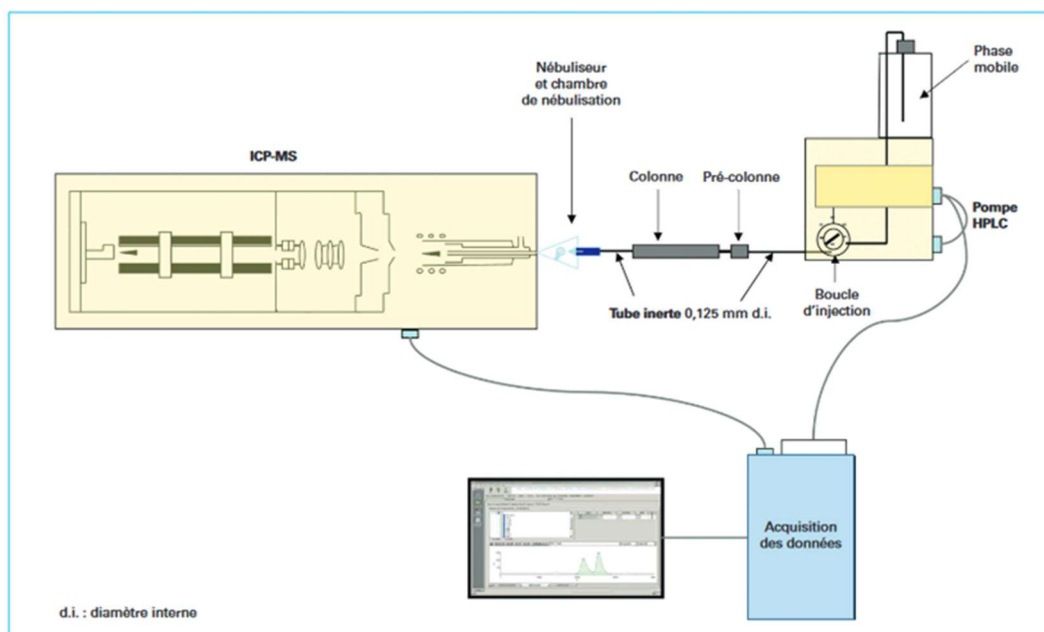 Phase
mobile
Nébuliseur
et chambre
de nébulisation
ICP-MS
Colonne
Pré-colonne
Pompe
HPLC
Tube inerte 0,125 mm d.i.
Boucle
d'injection
Acquisition
des données
d.i. : diamètre interne